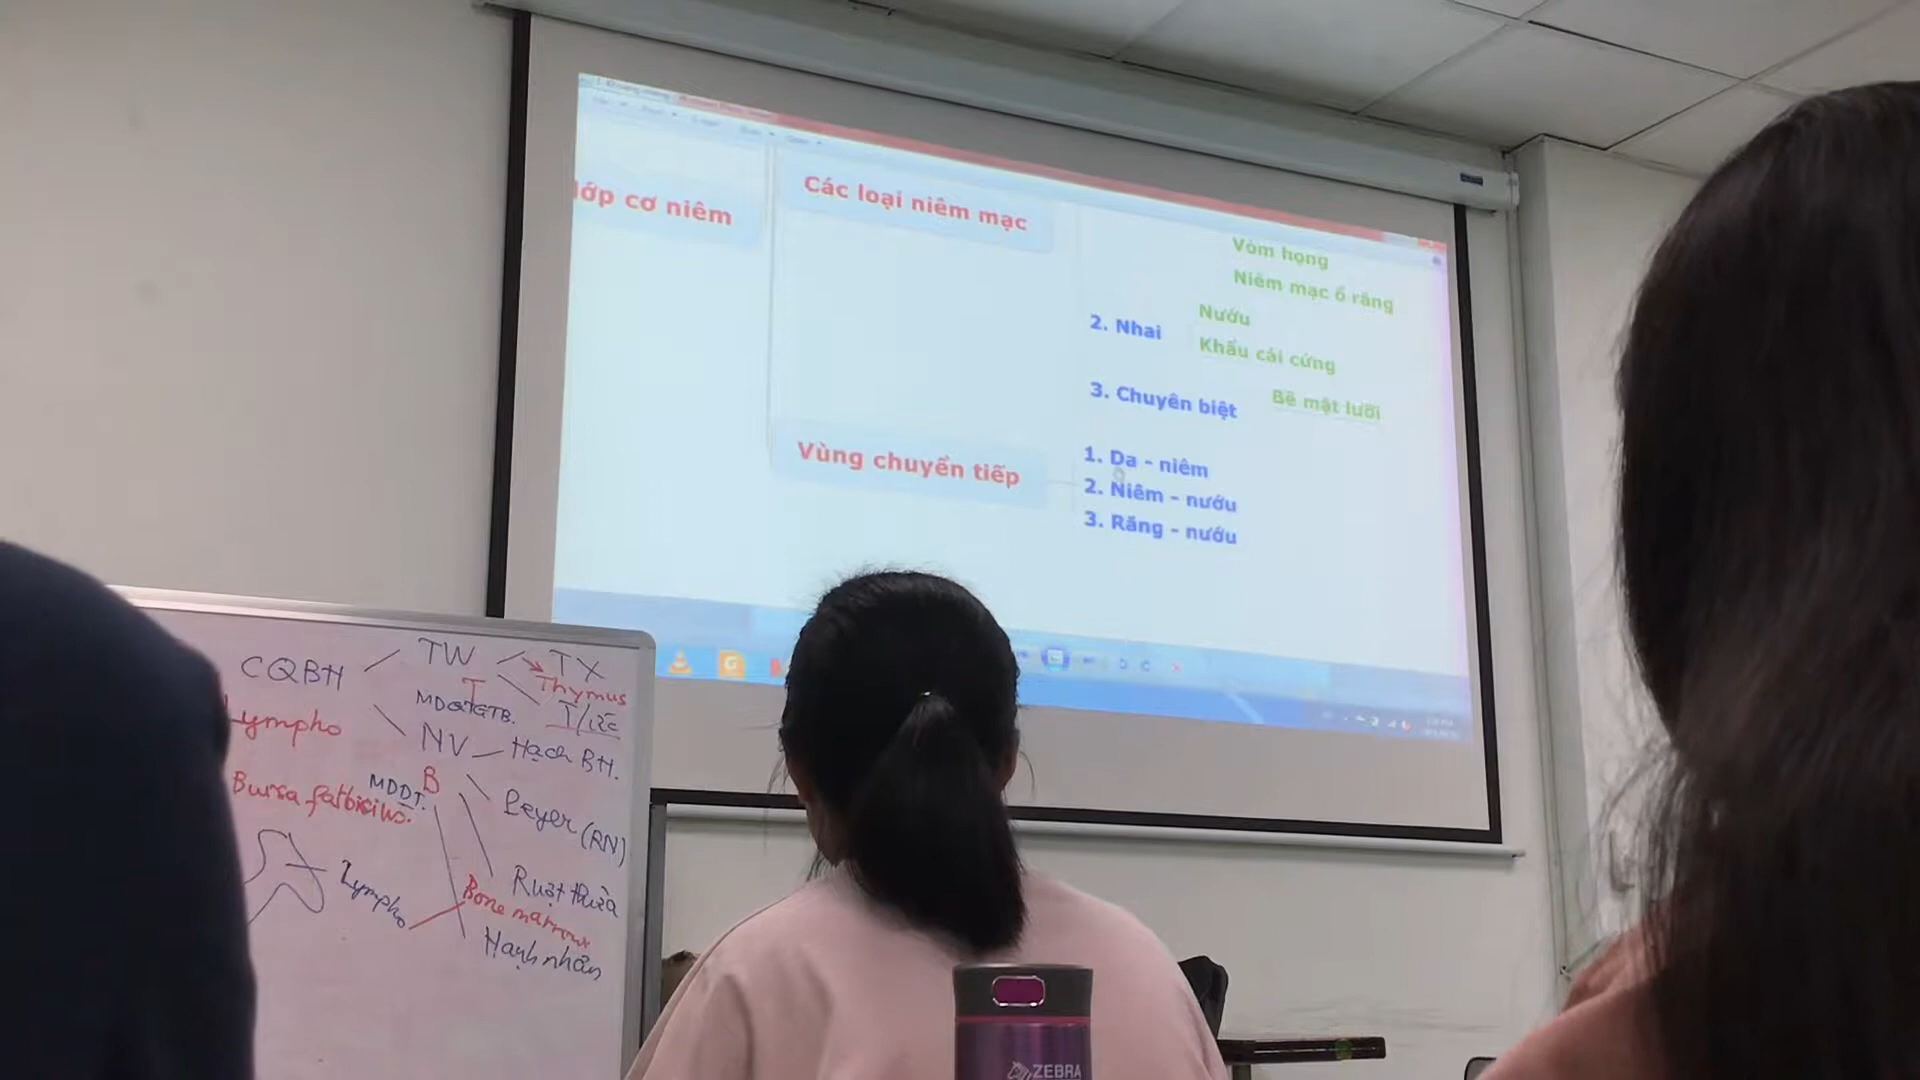 lớp cơ niêm
Các loại niêm mạc
Vòm họng
Niêm mạc ổ răng
2. Nhai
Nướu
Khẩu cái cứng
3. Chuyên biệt
Bề mặt lưỡi
Vùng chuyển tiếp
1. Da - niêm
2. Niêm - nướu
3. Răng - nướu
CQBH
TW
TX
T
Thymus
Lympho
NV
Hạch BH.
B
MDDT.
Bursa
Peyer (RN)
Lympho
Ruột thừa
Bone marrow
Hạnh nhân
ZEBRA